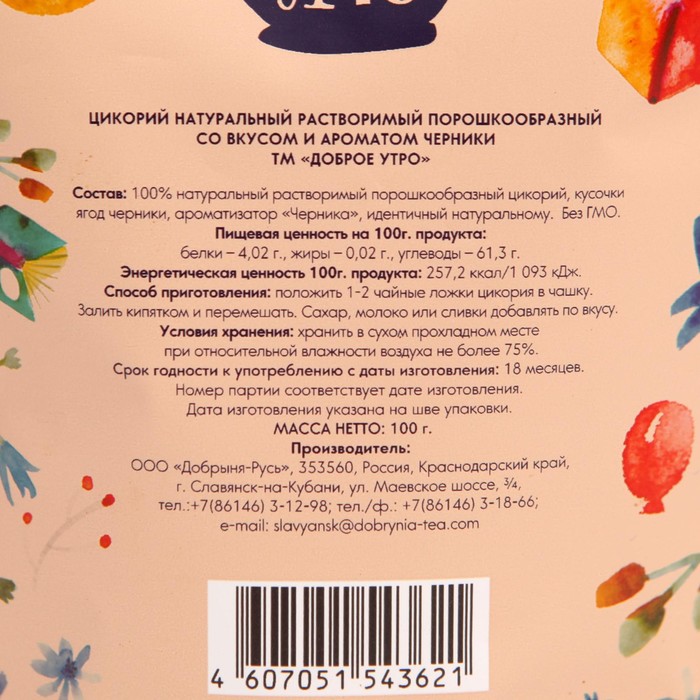 ЦИКОРИЙ НАТУРАЛЬНЫЙ РАСТВОРИМЫЙ ПОРОШКООБРАЗНЫЙ
СО ВКУСОМ И АРОМАТОМ ЧЕРНИКИ
ТМ «ДОБРОЕ УТРО»
Состав: 100% натуральный растворимый порошкообразный цикорий, кусочки
ягод черники, ароматизатор «Черника», идентичный натуральному. Без ГМО.
Пищевая ценность на 100г. продукта:
белки – 4,02 г., жиры – 0,02 г., углеводы – 61,3 г.
Энергетическая ценность 100г. продукта: 257,2 ккал/1 093 кДж.
Способ приготовления: положить 1-2 чайные ложки цикория в чашку.
Залить кипятком и перемешать. Сахар, молоко или сливки добавлять по вкусу.
Условия хранения: хранить в сухом прохладном месте
при относительной влажности воздуха не более 75%.
Срок годности к употреблению с даты изготовления: 18 месяцев.
Номер партии соответствует дате изготовления.
Дата изготовления указана на шве упаковки.
МАССА НЕТТО: 100 г.
Производитель:
ООО «Добрыня-Русь», 353560, Россия, Краснодарский край,
г. Славянск-на-Кубани, ул. Маевское шоссе, ¾,
тел.:+7(86146) 3-12-98; тел./ф.: +7(86146) 3-18-66;
e-mail: slavyansk@dobrynia-tea.com
4 607051 543621